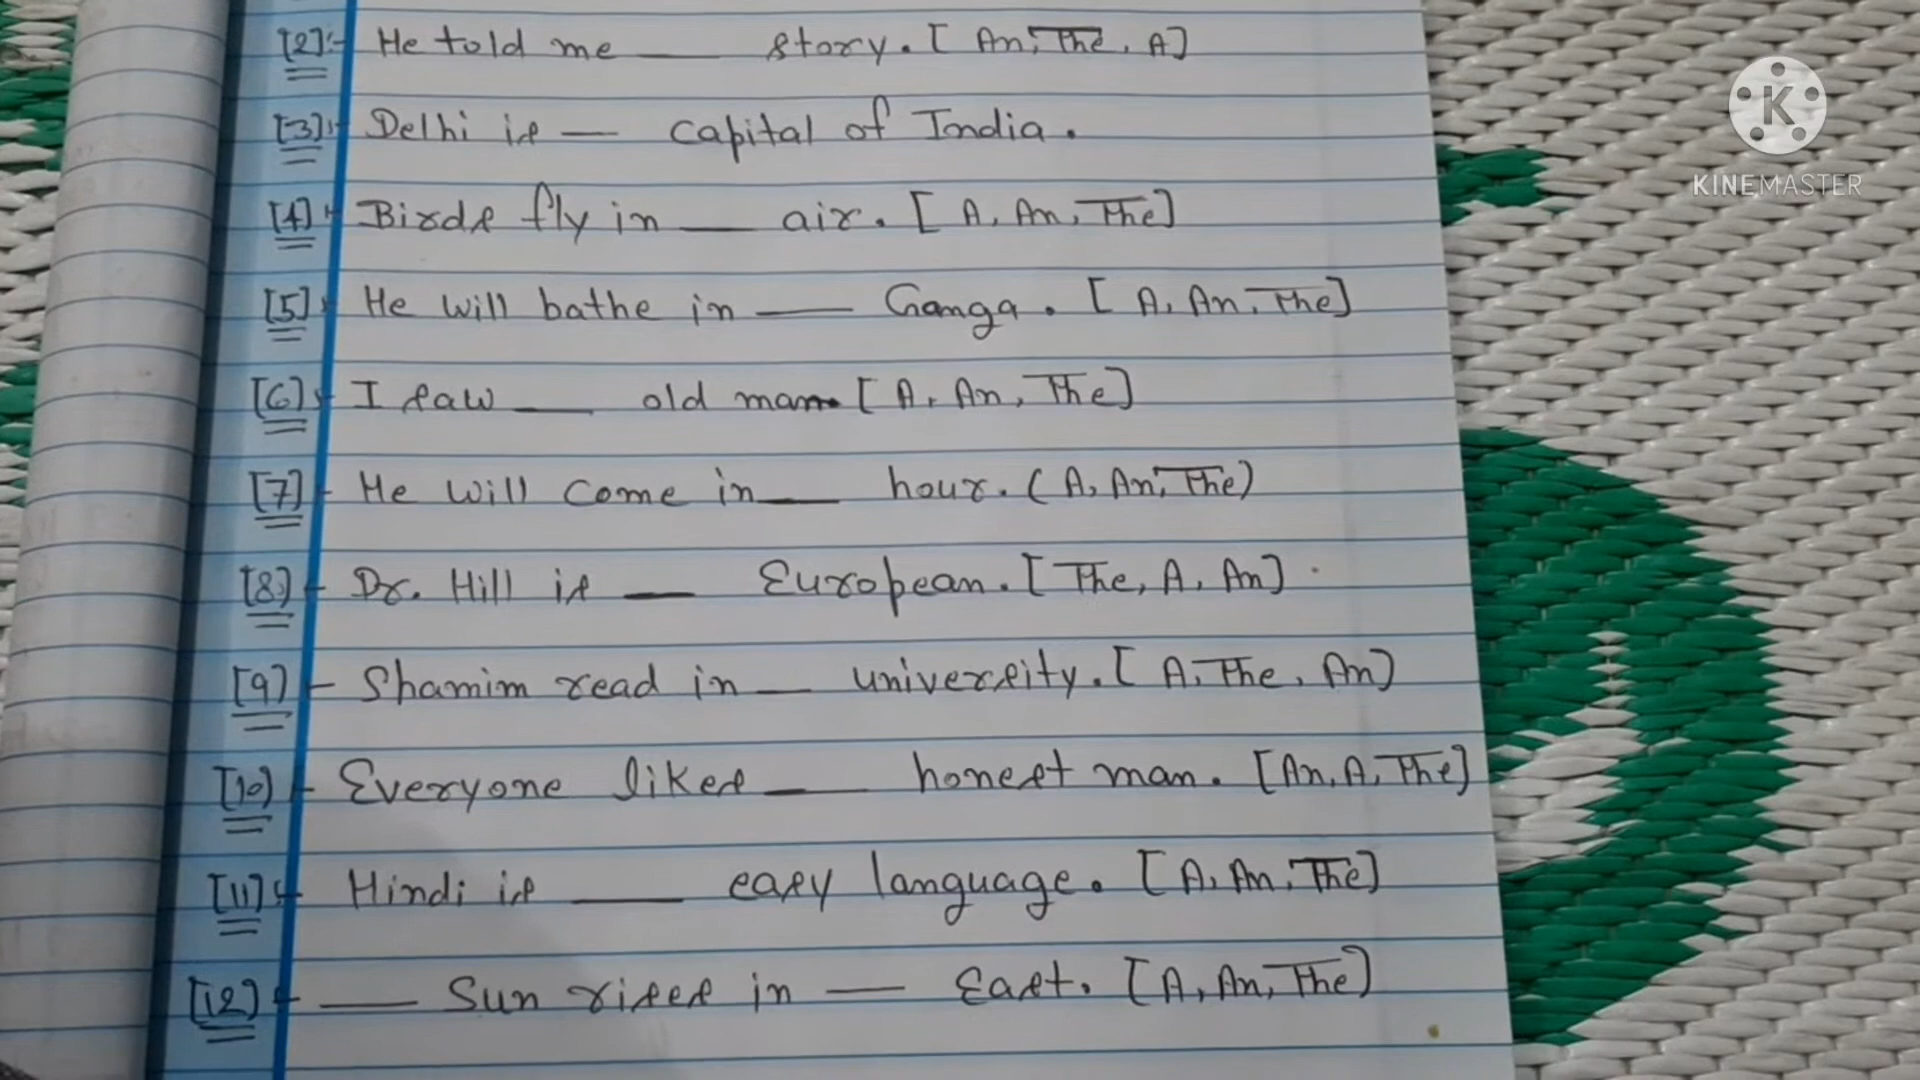 [2]:- He told me ___ story. [ An, The, A]
[3]:- Delhi is ___ capital of India.
[4]:- Birds fly in ___ air. [ A, An, The]
[5]:- He will bathe in ___ Ganga. [ A, An, The]
[6]:- I saw ___ old man. [ A, An, The]
[7]:- He will come in ___ hour. (A, An, The)
[8]:- Dr. Hill is ___ European. [The, A, An]
[9]:- Shamim read in ___ university. [ A, The, An]
[10]:- Everyone likes ___ honest man. [An, A, The]
[11]:- Hindi is ___ easy language. [A, An, The]
[12]:- ___ Sun rises in ___ East. [A, An, The]
K
KINEMASTER